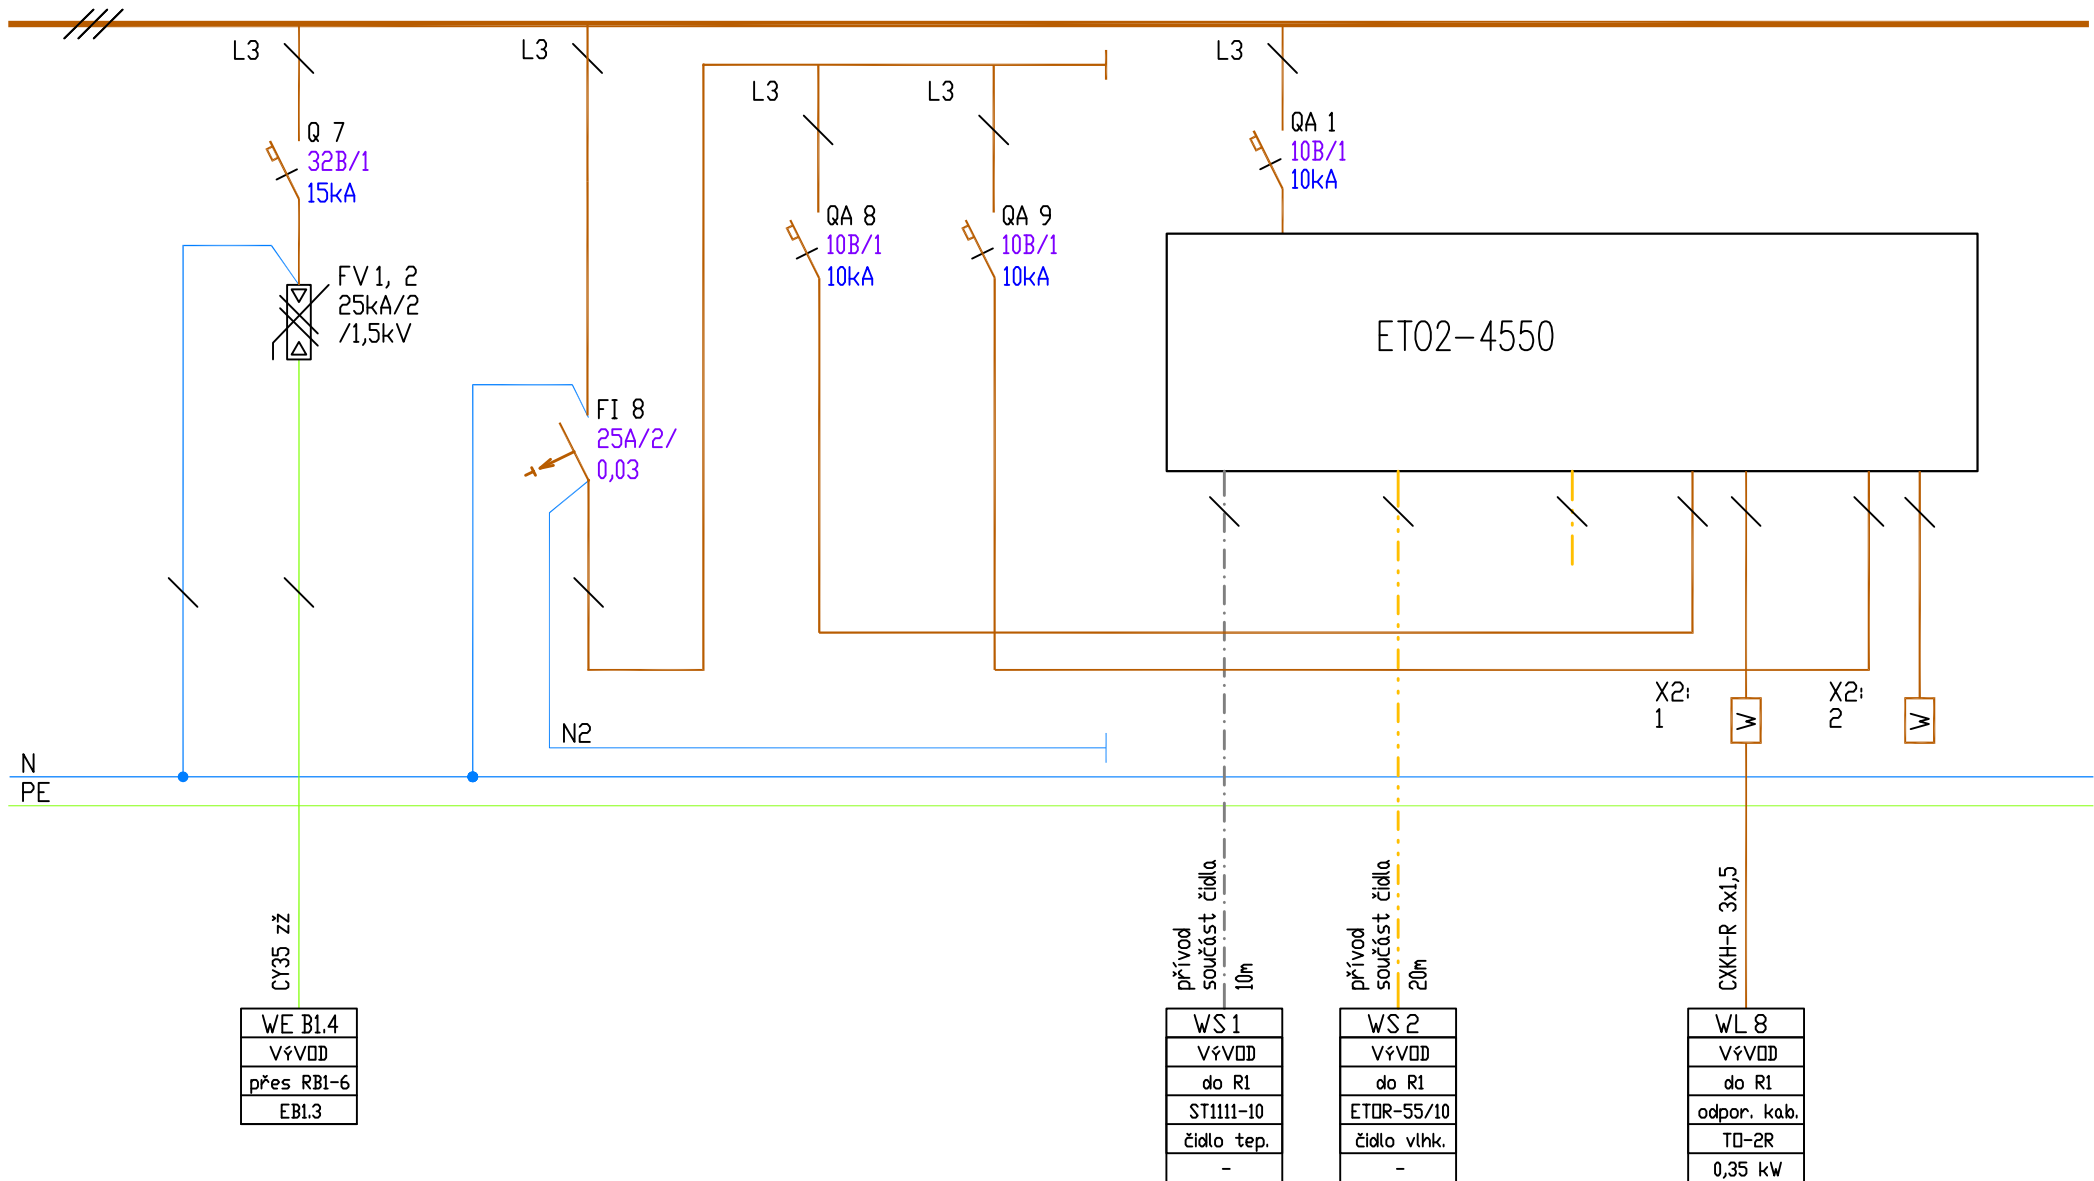 L3
L3
L3
L3
L3
Q 7
32B/1
15kA
QA 8
10B/1
10kA
QA 9
10B/1
10kA
QA 1
10B/1
10kA
FV 1, 2
25kA/2
/1,5kV
ETO2-4550
FI 8
25A/2/
0,03
X2:
1
W
X2:
2
W
N2
N
PE
CY35 zž
přívod
součást čidla
10m
přívod
součást čidla
20m
CXKH-R 3x1,5
WE B1.4
VÝVOD
přes RB1-6
EB1.3
WS 1
VÝVOD
do R1
ST1111-10
čidlo tep.
-
WS 2
VÝVOD
do R1
ETOR-55/10
čidlo vlhk.
-
WL 8
VÝVOD
do R1
odpor. kab.
TO-2R
0,35 kW